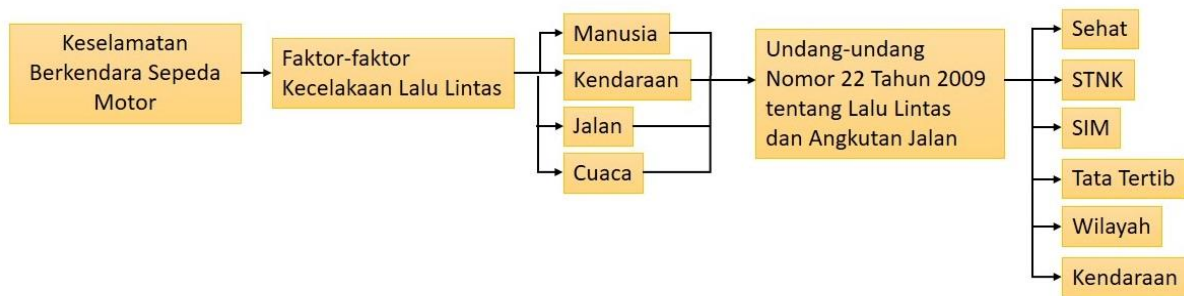 Keselamatan
Berkendara Sepeda
Motor
Faktor-faktor
Kecelakaan Lalu Lintas
Manusia
Kendaraan
Jalan
Cuaca
Undang-undang
Nomor 22 Tahun 2009
tentang Lalu Lintas
dan Angkutan Jalan
Sehat
STNK
SIM
Tata Tertib
Wilayah
Kendaraan